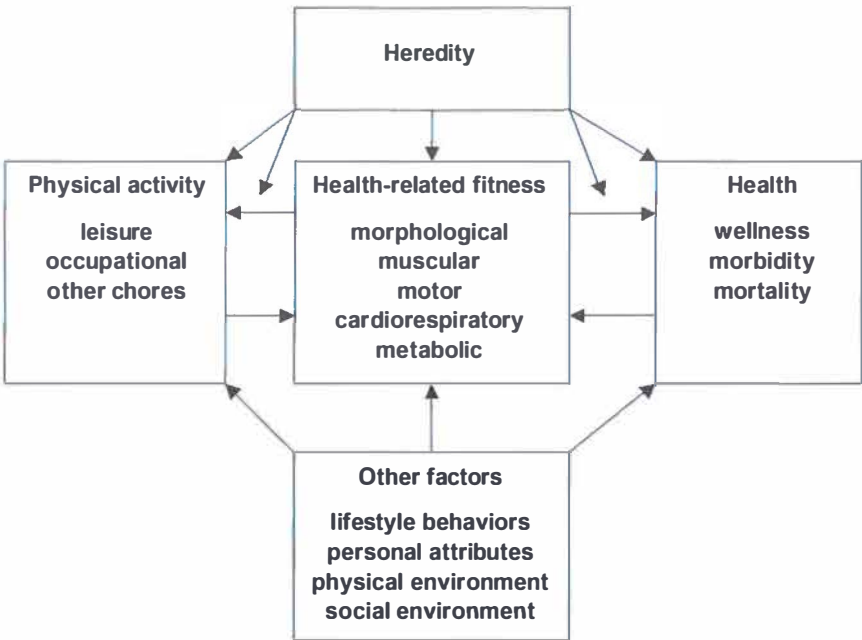 Heredity
Physical activity
leisure
occupational
other chores
Health-related fitness
morphological
muscular
motor
cardiorespiratory
metabolic
Health
wellness
morbidity
mortality
Other factors
lifestyle behaviors
personal attributes
physical environment
social environment